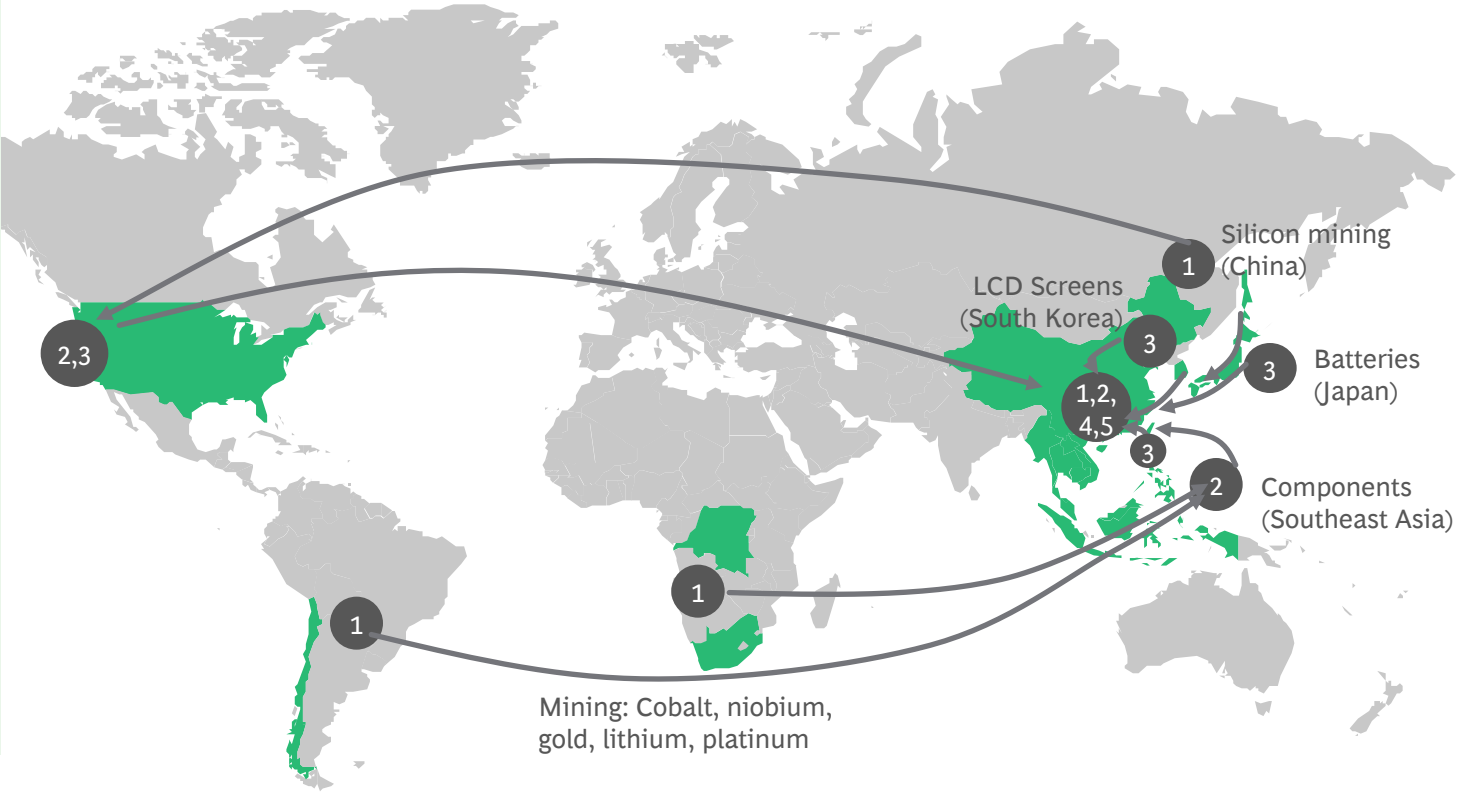 Silicon mining
(China)
1
LCD Screens
(South Korea)
3
2,3
Batteries
(Japan)
3
1,2,
4,5
3
2
Components
(Southeast Asia)
1
1
Mining: Cobalt, niobium,
gold, lithium, platinum